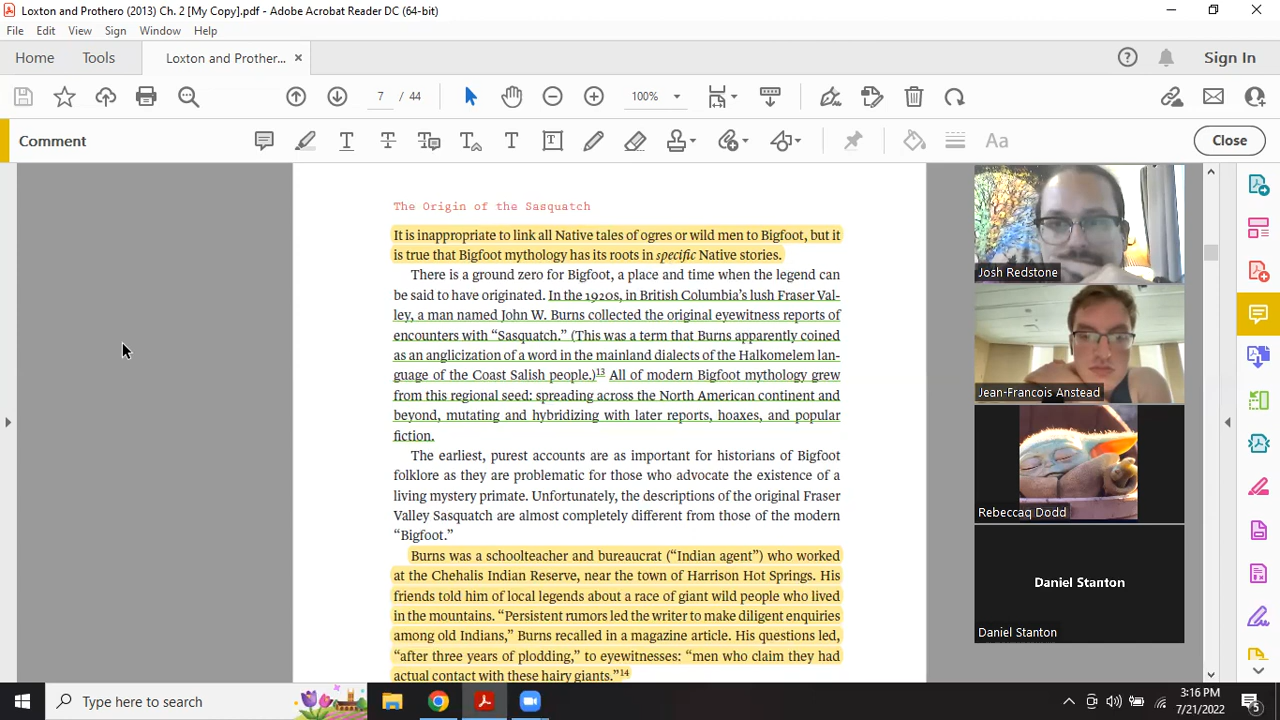 Loxton and Prothero (2013) Ch. 2 [My Copy].pdf - Adobe Acrobat Reader DC (64-bit)
File Edit View Sign Window Help
Home Tools Loxton and Prother... × Sign In
7 / 44 100%
Comment Aa Close
The Origin of the Sasquatch
It is inappropriate to link all Native tales of ogres or wild men to Bigfoot, but it
is true that Bigfoot mythology has its roots in specific Native stories.
There is a ground zero for Bigfoot, a place and time when the legend can
be said to have originated. In the 1920s, in British Columbia’s lush Fraser Val-
ley, a man named John W. Burns collected the original eyewitness reports of
encounters with “Sasquatch.” (This was a term that Burns apparently coined
as an anglicization of a word in the mainland dialects of the Halkomelem lan-
guage of the Coast Salish people.)13 All of modern Bigfoot mythology grew
from this regional seed: spreading across the North American continent and
beyond, mutating and hybridizing with later reports, hoaxes, and popular
fiction.
The earliest, purest accounts are as important for historians of Bigfoot
folklore as they are problematic for those who advocate the existence of a
living mystery primate. Unfortunately, the descriptions of the original Fraser
Valley Sasquatch are almost completely different from those of the modern
“Bigfoot.”
Burns was a schoolteacher and bureaucrat (“Indian agent”) who worked
at the Chehalis Indian Reserve, near the town of Harrison Hot Springs. His
friends told him of local legends about a race of giant wild people who lived
in the mountains. “Persistent rumors led the writer to make diligent enquiries
among old Indians,” Burns recalled in a magazine article. His questions led,
“after three years of plodding,” to eyewitnesses: “men who claim they had
actual contact with these hairy giants.”14
Josh Redstone
Jean-Francois Anstead
Rebeccaq Dodd
Daniel Stanton
Daniel Stanton
Type here to search
3:16 PM
7/21/2022
5